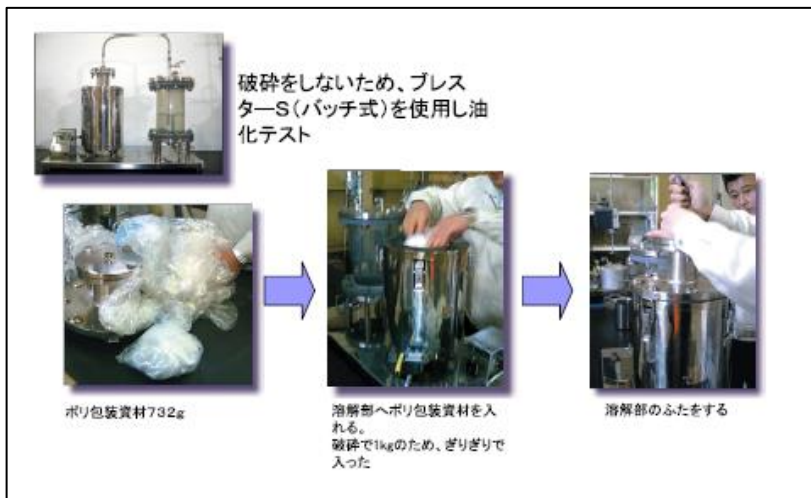 破砕をしないため、ブレス
ターS(バッチ式)を使用し油
化テスト
ポリ包装資材732g
溶解部へポリ包装資材を入
れる。
破砕で1kgのため、ぎりぎりで
入った
溶解部のふたをする